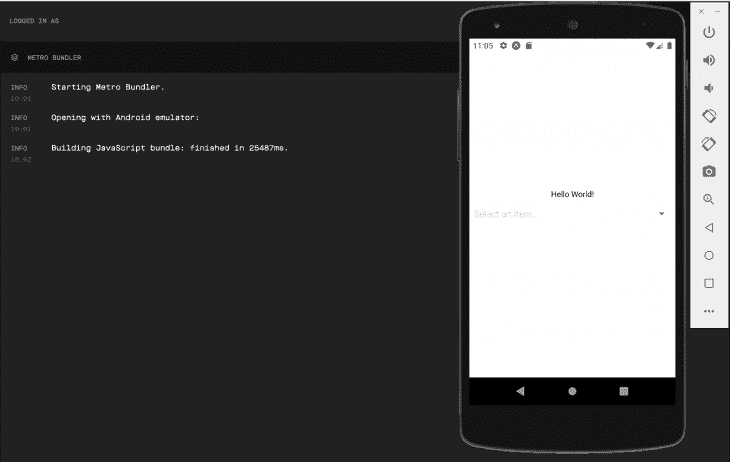 LOGGED IN AS
METRO BUNDLER
INFO Starting Metro Bundler.
10:01
INFO Opening with Android emulator:
10:01
INFO Building JavaScript bundle: finished in 25487ms.
10:02
11:05
Hello World!
Select an item...